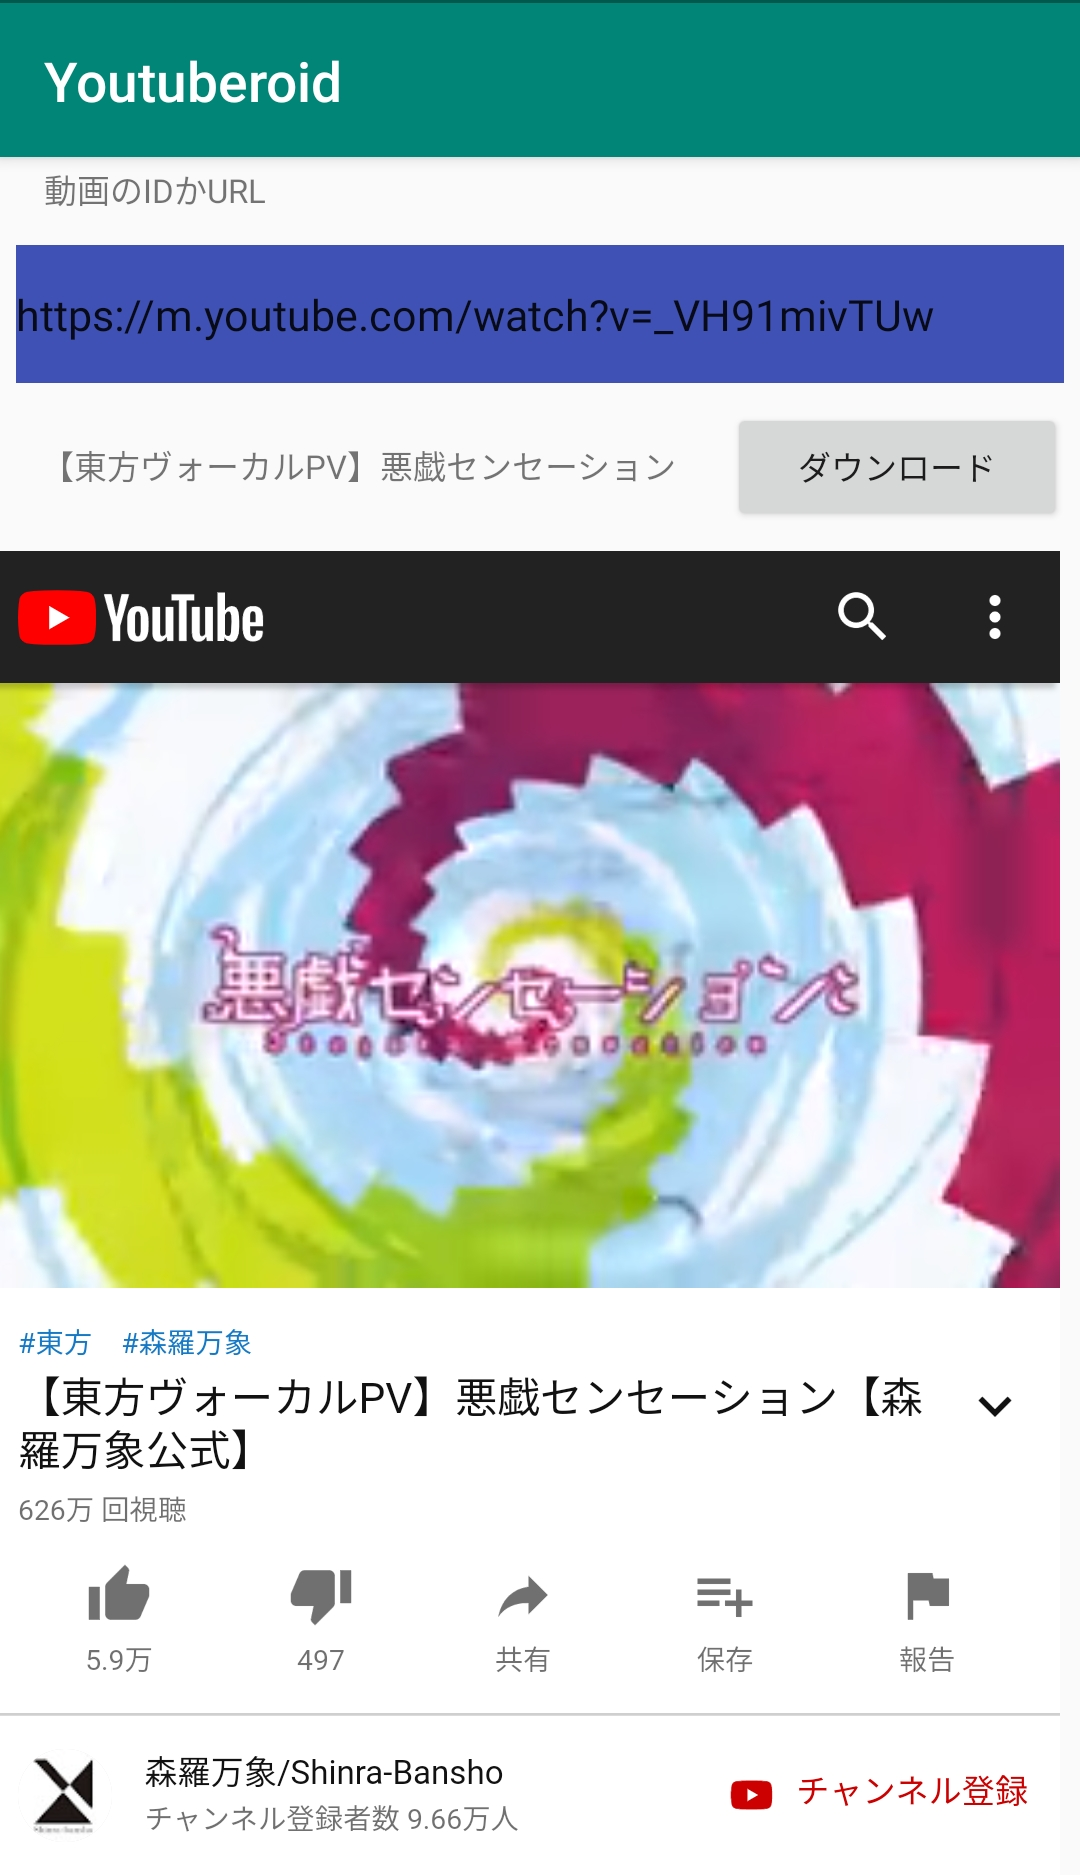 Youtuberoid
動画のIDかURL
https://m.youtube.com/watch?v=_VH91mivTUw
【東方ヴォーカルPV】悪戯センセーション
ダウンロード
YouTube
悪戯センセーション
#東方 #森羅万象
【東方ヴォーカルPV】悪戯センセーション【森
羅万象公式】
626万 回視聴
5.9万
497
共有
保存
報告
森羅万象/Shinra-Bansho
チャンネル登録者数 9.66万人
チャンネル登録